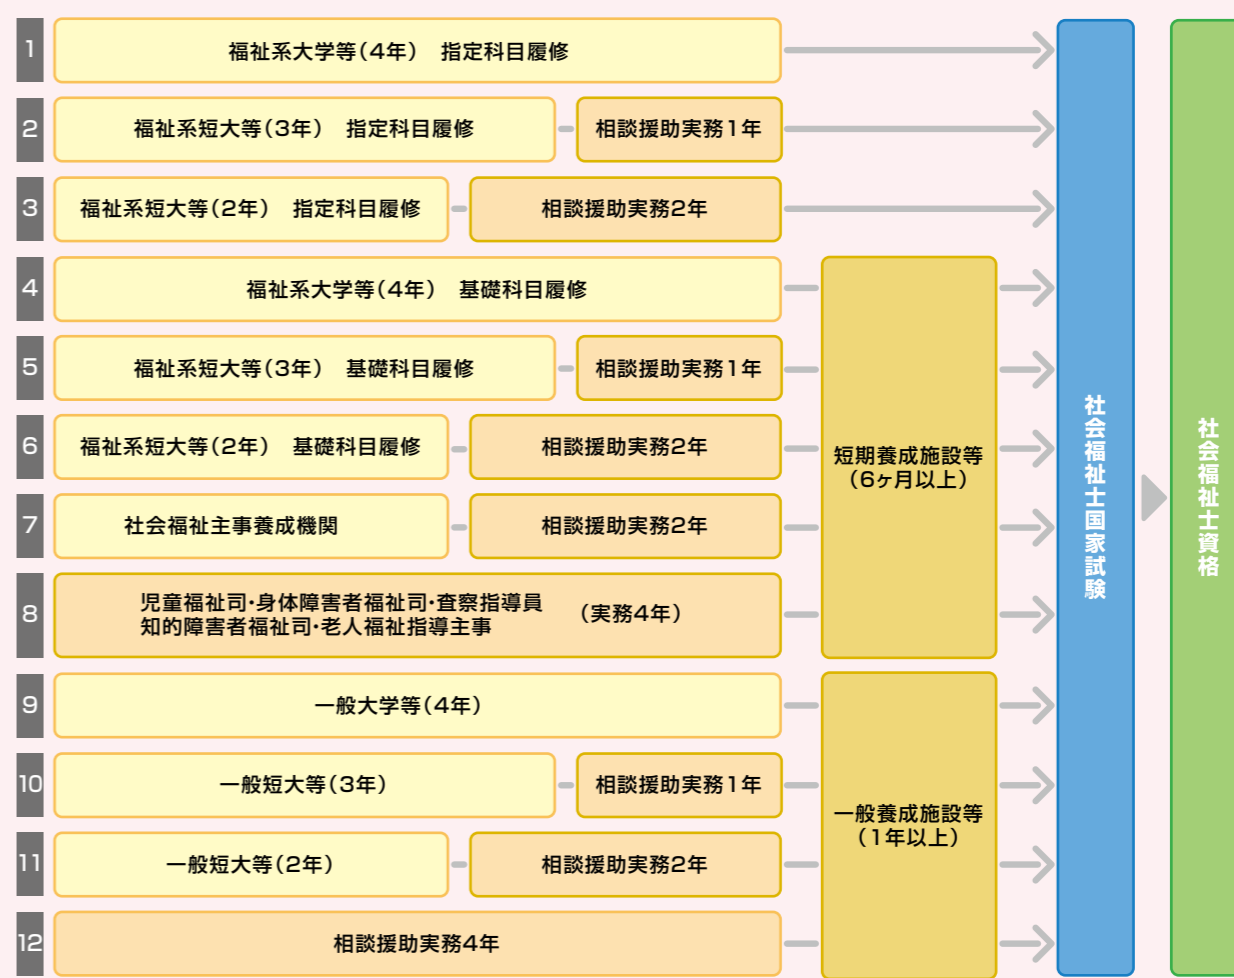 1
福祉系大学等（4年）　指定科目履修
2
福祉系短大等（3年）　指定科目履修
相談援助実務1年
3
福祉系短大等（2年）　指定科目履修
相談援助実務2年
4
福祉系大学等（4年）　基礎科目履修
5
福祉系短大等（3年）　基礎科目履修
相談援助実務1年
6
福祉系短大等（2年）　基礎科目履修
相談援助実務2年
7
社会福祉主事養成機関
相談援助実務2年
8
児童福祉司・身体障害者福祉司・査察指導員
知的障害者福祉司・老人福祉指導主事
（実務4年）
短期養成施設等
（6ヶ月以上）
9
一般大学等（4年）
10
一般短大等（3年）
相談援助実務1年
11
一般短大等（2年）
相談援助実務2年
12
相談援助実務4年
一般養成施設等
（1年以上）
社会福祉士国家試験
社会福祉士資格